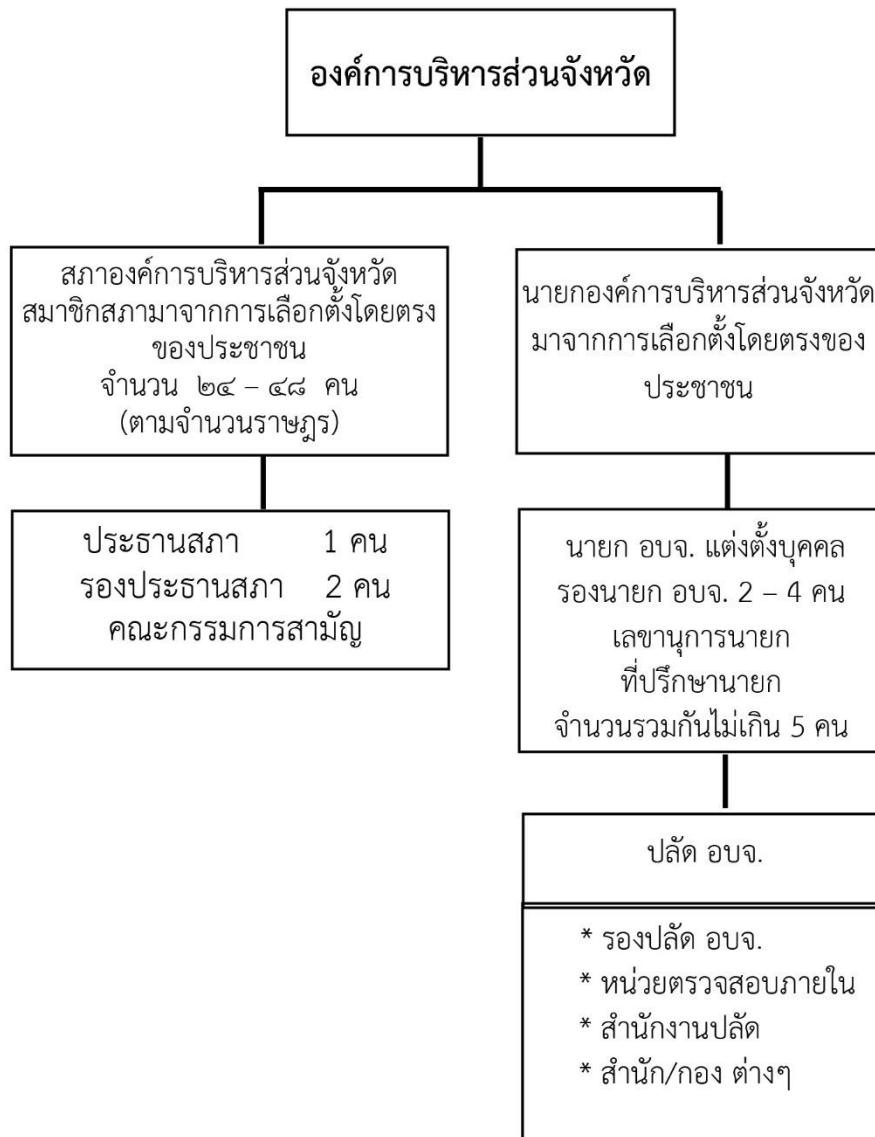 องค์การบริหารส่วนจังหวัด
สภาองค์การบริหารส่วนจังหวัด
สมาชิกสภามาจากการเลือกตั้งโดยตรง
ของประชาชน
จำนวน ๒๔ – ๔๘ คน
(ตามจำนวนราษฎร)
ประธานสภา 1 คน
รองประธานสภา 2 คน
คณะกรรมการสามัญ
นายกองค์การบริหารส่วนจังหวัด
มาจากการเลือกตั้งโดยตรงของ
ประชาชน
นายก อบจ. แต่งตั้งบุคคล
รองนายก อบจ. 2 – 4 คน
เลขานุการนายก
ที่ปรึกษานายก
จำนวนรวมกันไม่เกิน 5 คน
ปลัด อบจ.
* รองปลัด อบจ.
* หน่วยตรวจสอบภายใน
* สำนักงานปลัด
* สำนัก/กอง ต่างๆ